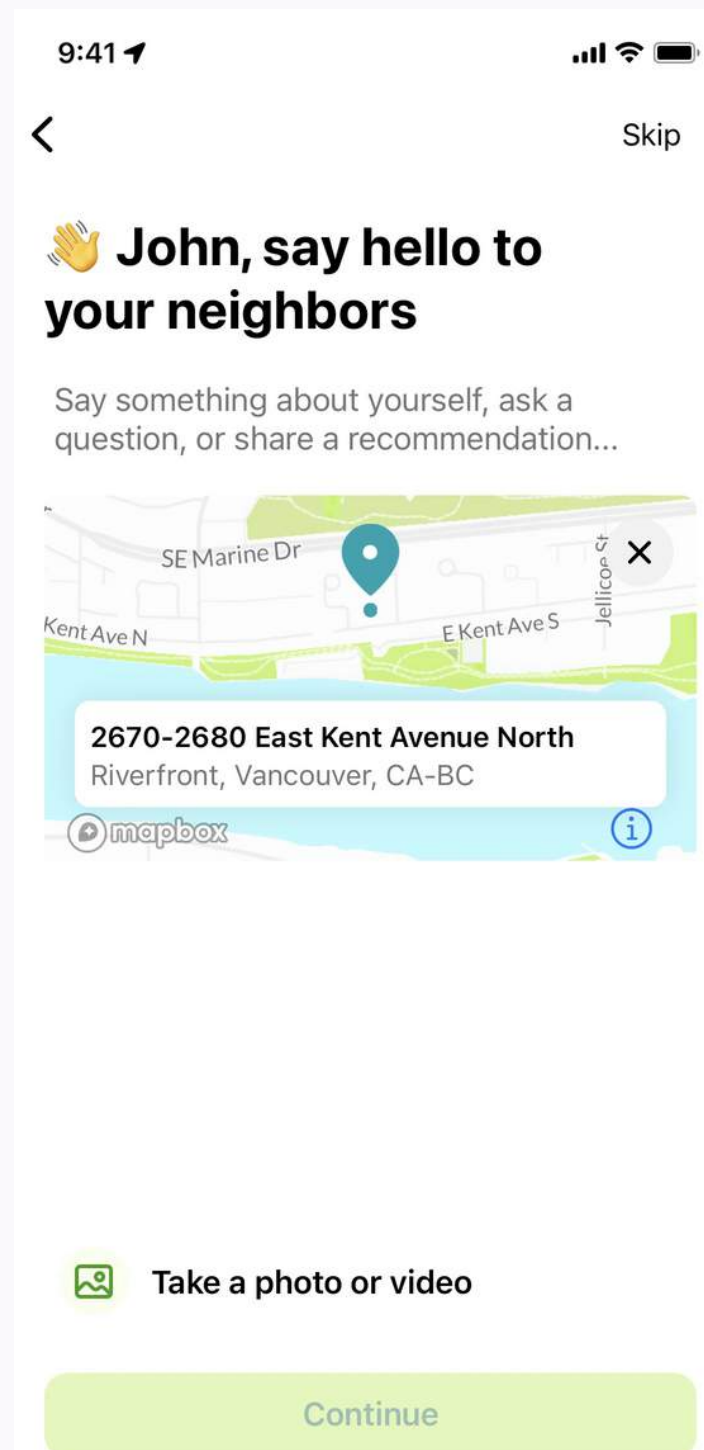 9:41
Skip
👋 John, say hello to
your neighbors
Say something about yourself, ask a
question, or share a recommendation...
SE Marine Dr
Jellicoe St
Kent Ave N
E Kent Ave S
2670-2680 East Kent Avenue North
Riverfront, Vancouver, CA-BC
mapbox
i
Take a photo or video
Continue